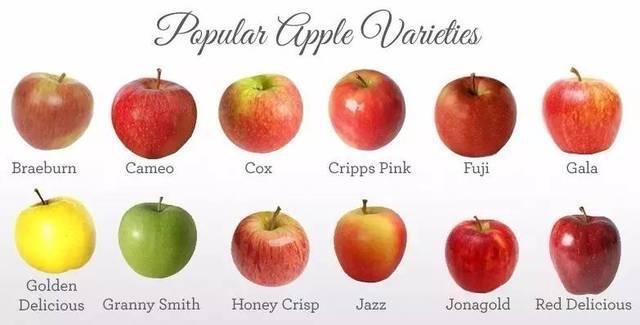 Popular Apple Varieties
Braeburn
Cameo
Cox
Cripps Pink
Fuji
Gala
Golden
Delicious
Granny Smith
Honey Crisp
Jazz
Jonagold
Red Delicious